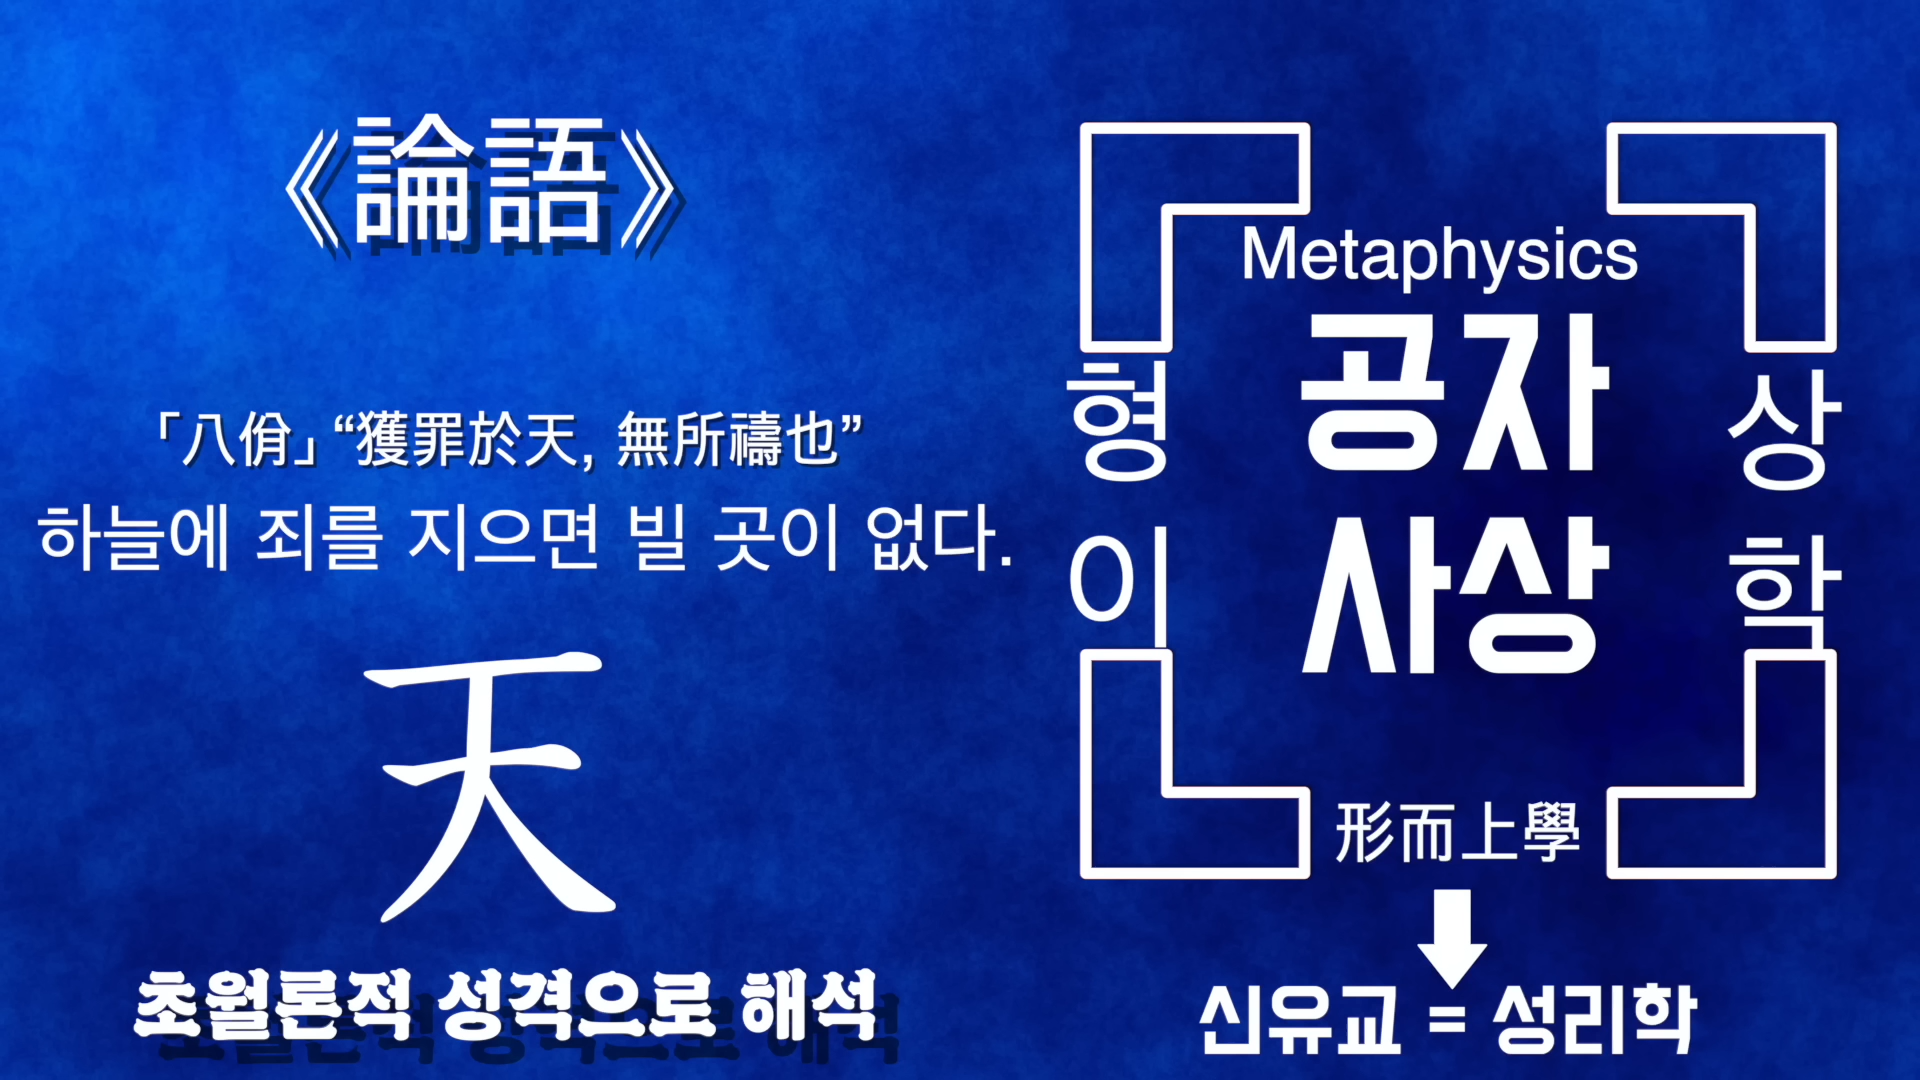 《論語》
「八佾」“獲罪於天, 無所禱也”
하늘에 죄를 지으면 빌 곳이 없다.
天
초월론적 성격으로 해석
Metaphysics
공자
사상
형이
상학
形而上學
신유교 = 성리학